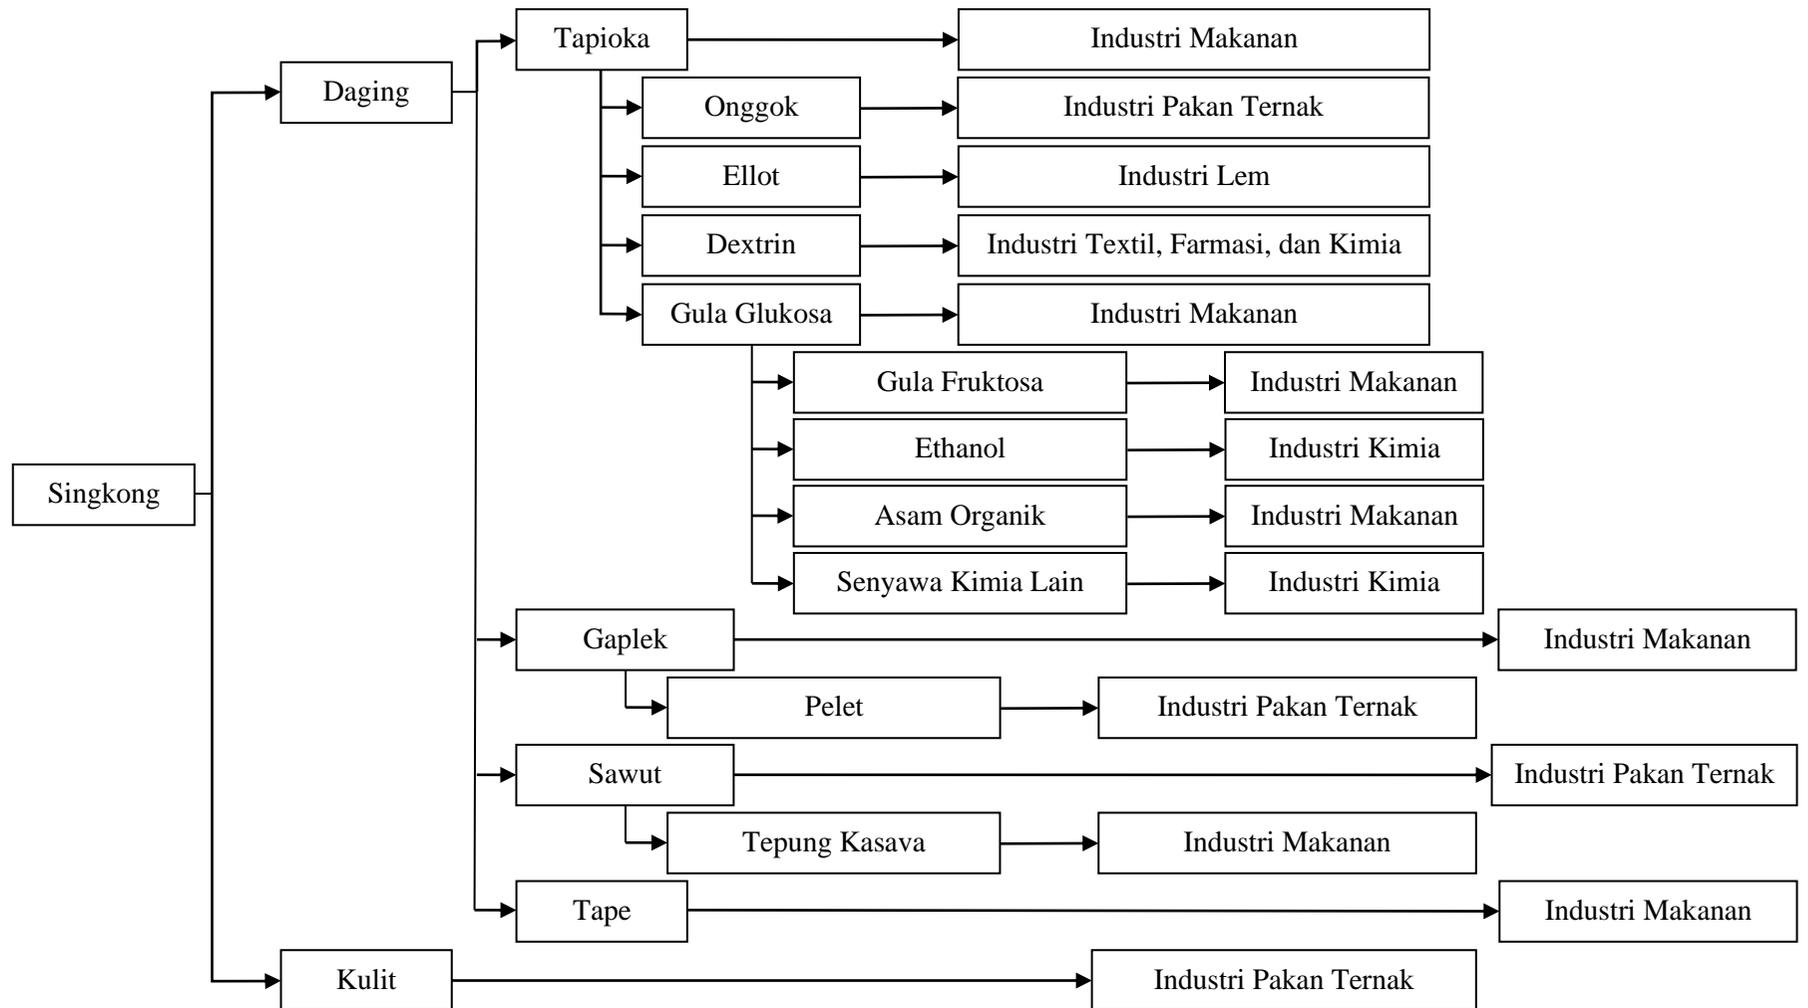 Tapioka
Industri Makanan
Daging
Onggok
Industri Pakan Ternak
Ellot
Industri Lem
Dextrin
Industri Textil, Farmasi, dan Kimia
Gula Glukosa
Industri Makanan
Gula Fruktosa
Industri Makanan
Ethanol
Industri Kimia
Singkong
Asam Organik
Industri Makanan
Senyawa Kimia Lain
Industri Kimia
Gaplek
Industri Makanan
Pelet
Industri Pakan Ternak
Sawut
Industri Pakan Ternak
Tepung Kasava
Industri Makanan
Tape
Industri Makanan
Kulit
Industri Pakan Ternak